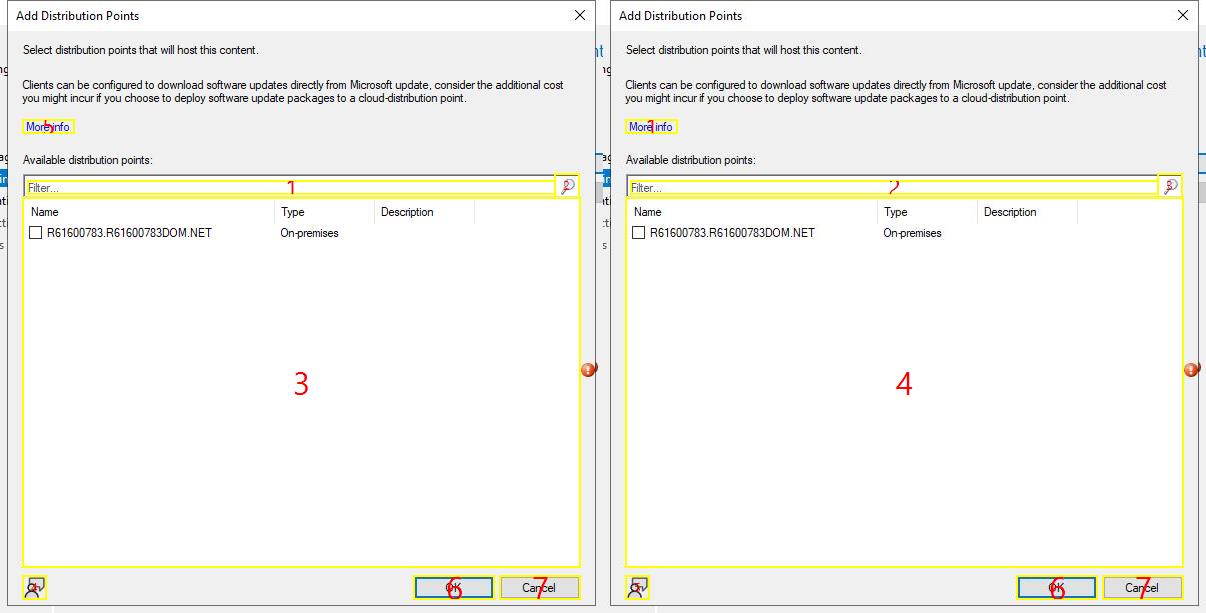 Add Distribution Points
Select distribution points that will host this content.
Clients can be configured to download software updates directly from Microsoft update, consider the additional cost
you might incur if you choose to deploy software update packages to a cloud-distribution point.
More info
5
Available distribution points:
Filter...
1
2
Name Type Description
R61600783.R61600783DOM.NET On-premises
3
OK
6
Cancel
7
Add Distribution Points
Select distribution points that will host this content.
Clients can be configured to download software updates directly from Microsoft update, consider the additional cost
you might incur if you choose to deploy software update packages to a cloud-distribution point.
More info
1
Available distribution points:
Filter...
2
3
Name Type Description
R61600783.R61600783DOM.NET On-premises
4
5
OK
6
Cancel
7